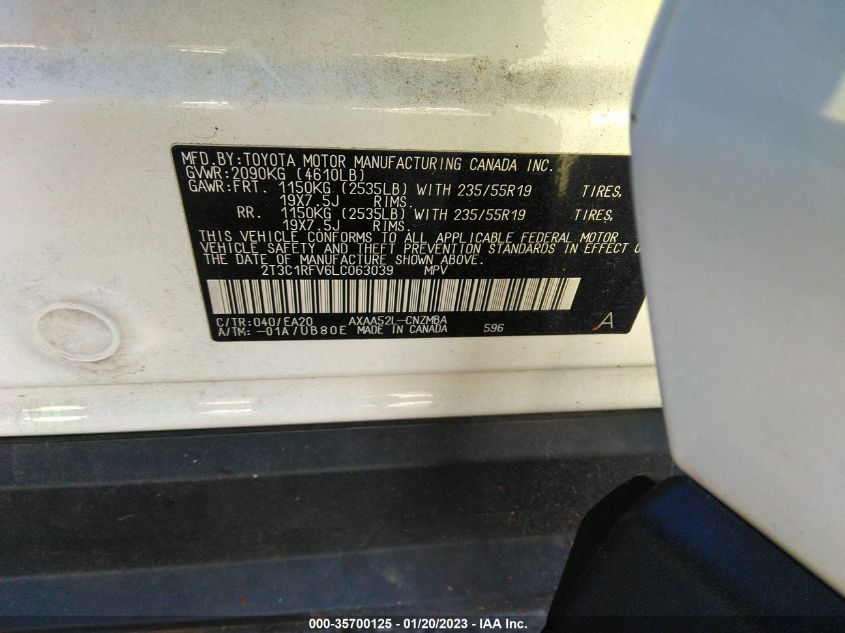 MFD.BY:TOYOTA MOTOR MANUFACTURING CANADA INC.
GVWR:2090KG (4610LB)
GAWR:FRT. 1150KG (2535LB) WITH 235/55R19 TIRES,
19X7.5J RIMS.
RR. 1150KG (2535LB) WITH 235/55R19 TIRES,
19X7.5J RIMS.
THIS VEHICLE CONFORMS TO ALL APPLICABLE FEDERAL MOTOR
VEHICLE SAFETY AND THEFT PREVENTION STANDARDS IN EFFECT
THE DATE OF MANUFACTURE SHOWN ABOVE.
2T3C1RFV6LC063039 MPV
C/TR:040/EA20 AXAA52L-CNZMBA
A/TM:-01A/UB80E MADE IN CANADA 596 A
000-35700125 - 01/20/2023 - IAA Inc.